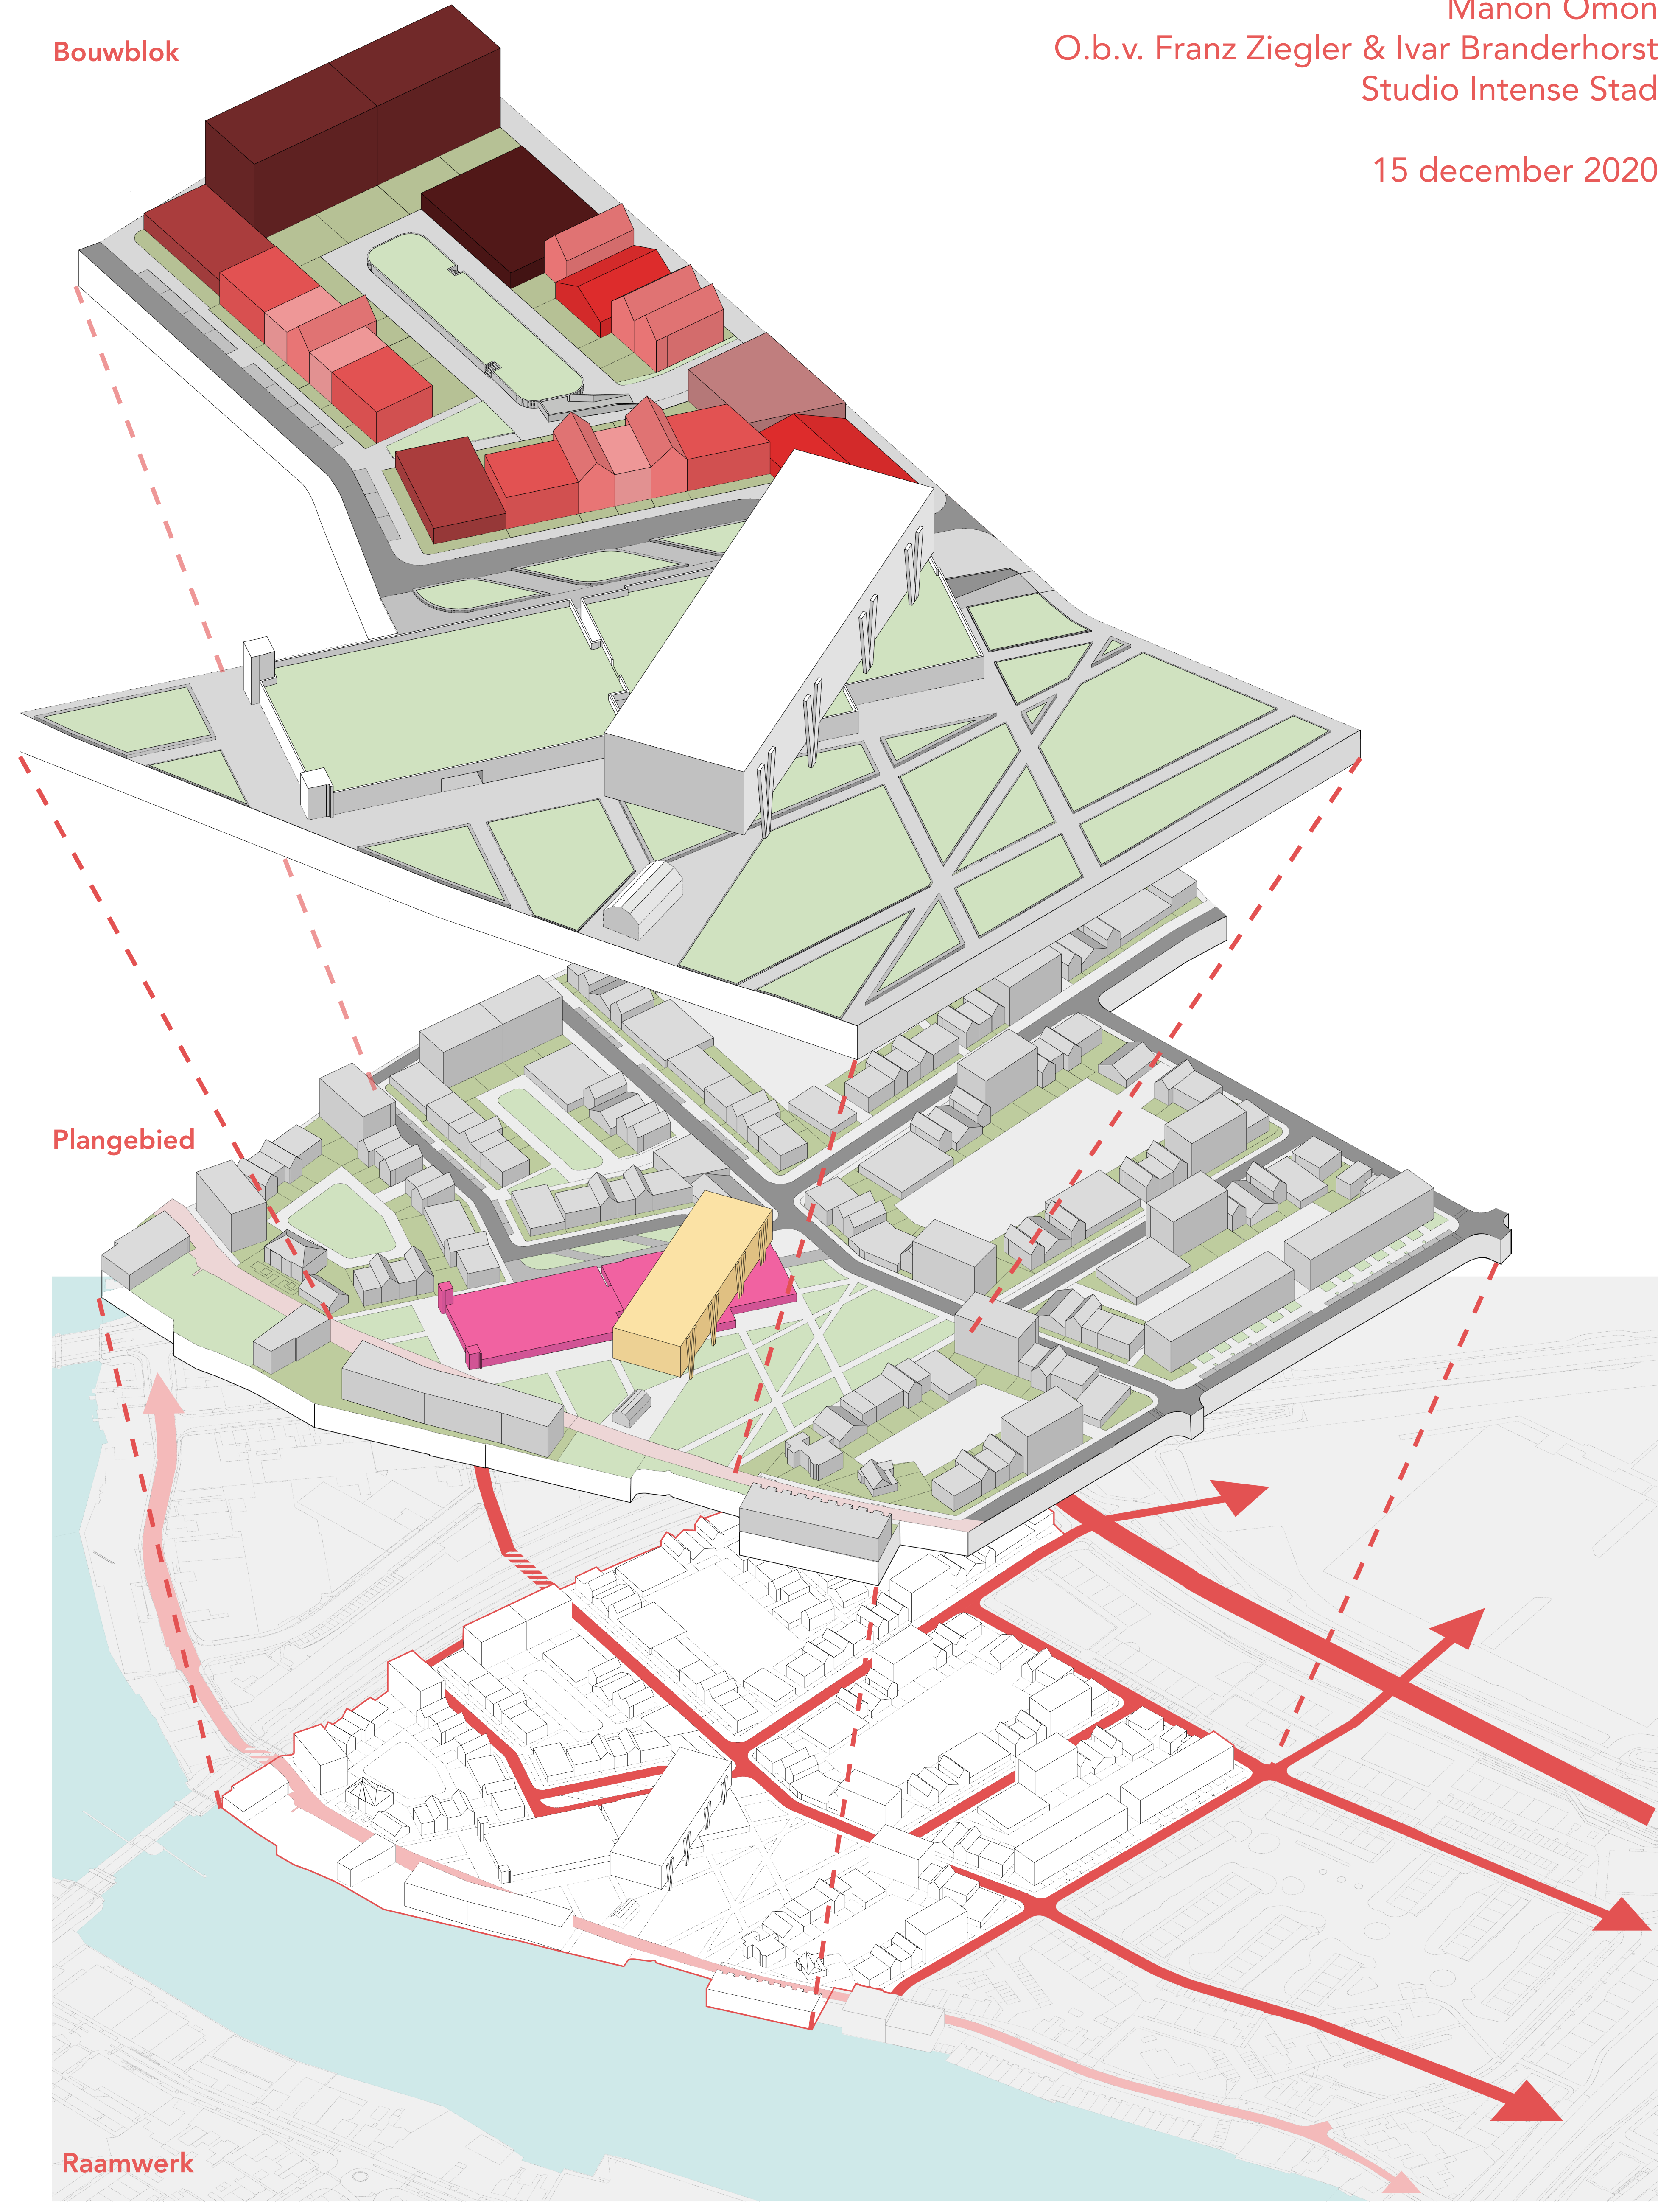 Manon Omon
O.b.v. Franz Ziegler & Ivar Branderhorst
Studio Intense Stad
15 december 2020
Bouwblok
Plangebied
Raamwerk